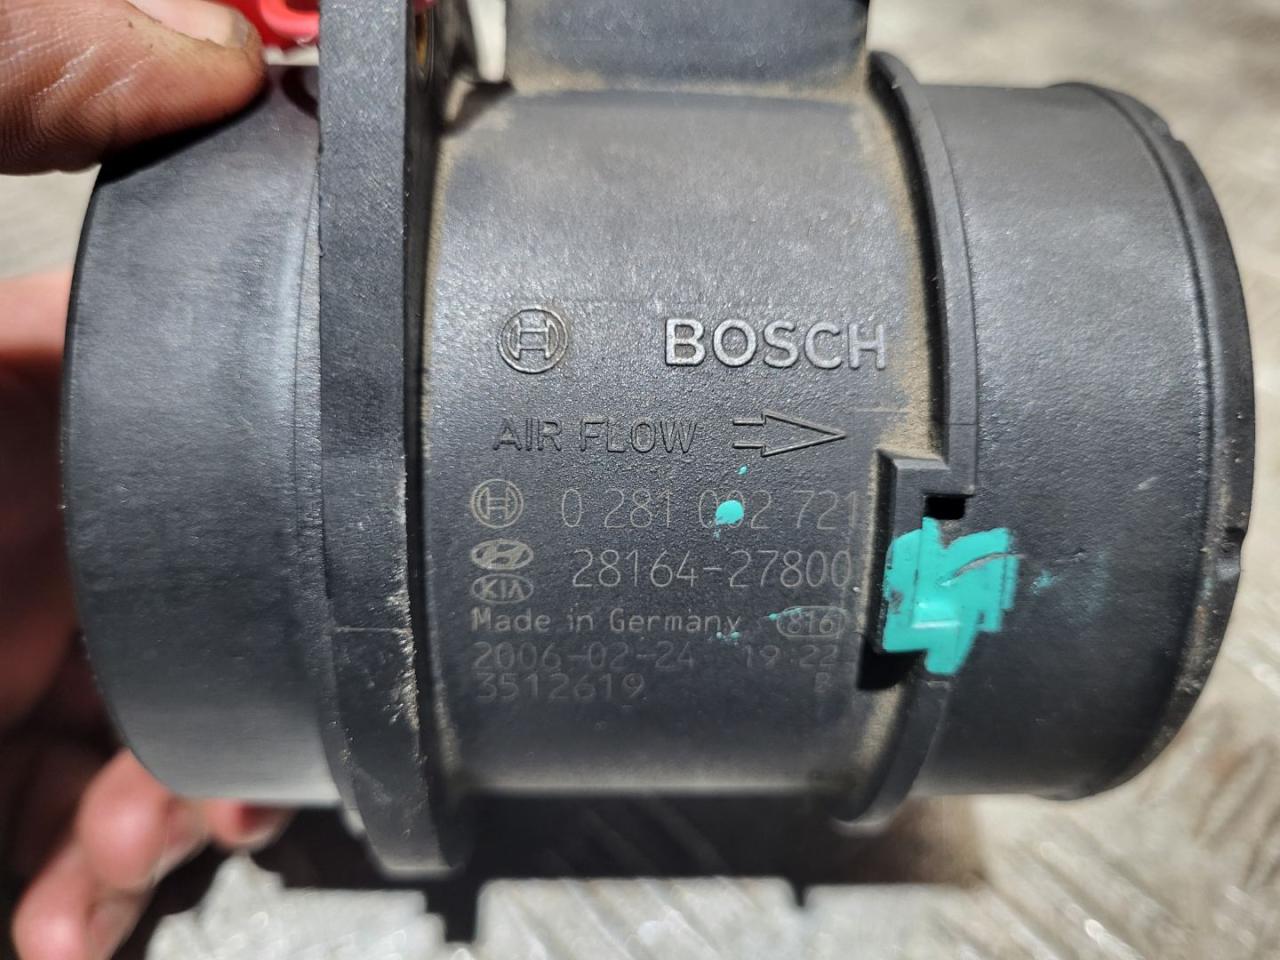 BOSCH
AIR FLOW
0 281 002 721
28164-27800
KIA
Made in Germany 816
2006-02-24 19:22
3512619